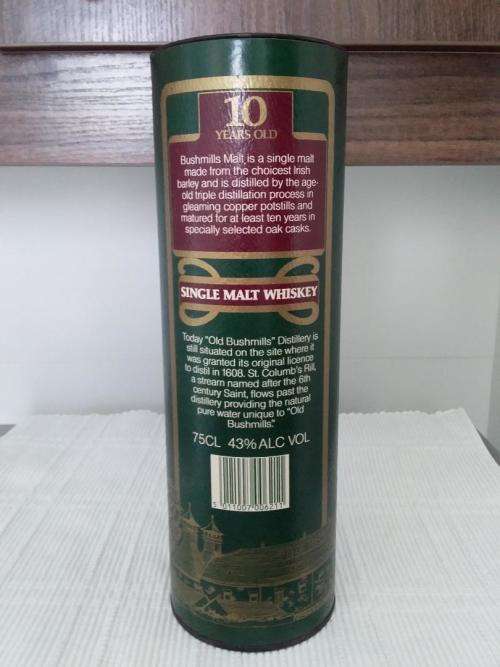 10
YEARS OLD
Bushmills Malt is a single malt
made from the choicest Irish
barley and is distilled by the age-
old triple distillation process in
gleaming copper potstills and
matured for at least ten years in
specially selected oak casks.
SINGLE MALT WHISKEY
Today "Old Bushmills" Distillery is
still situated on the site where it
was granted its original licence
to distil in 1608. St. Columb's Rill,
a stream named after the 6th
century Saint, flows past the
distillery providing the natural
pure water unique to "Old
Bushmills."
75CL 43% ALC VOL